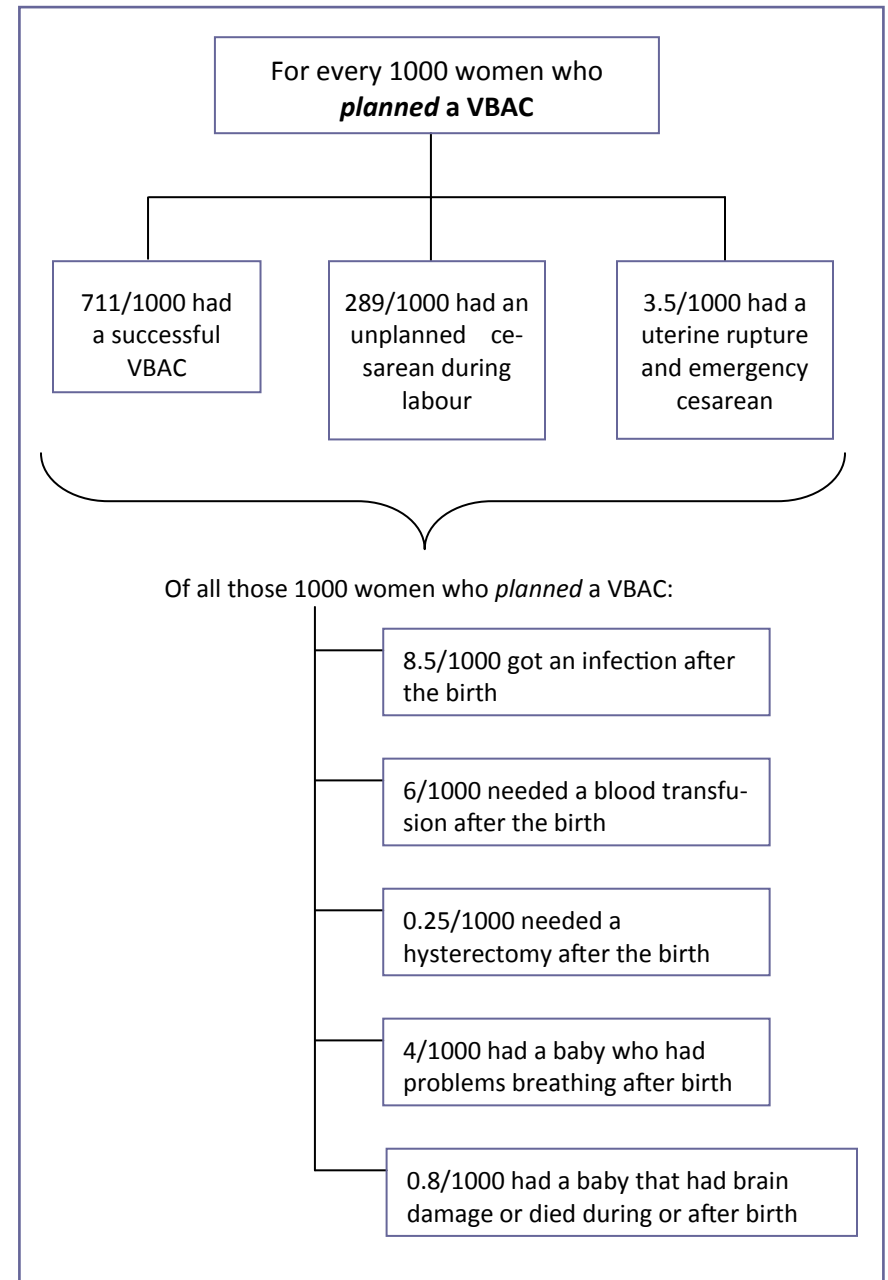 For every 1000 women who
planned a VBAC
711/1000 had
a successful
VBAC
289/1000 had an
unplanned ce-
sarean during
labour
3.5/1000 had a
uterine rupture
and emergency
cesarean
Of all those 1000 women who planned a VBAC:
8.5/1000 got an infection after
the birth
6/1000 needed a blood transfu-
sion after the birth
0.25/1000 needed a
hysterectomy after the birth
4/1000 had a baby who had
problems breathing after birth
0.8/1000 had a baby that had brain
damage or died during or after birth